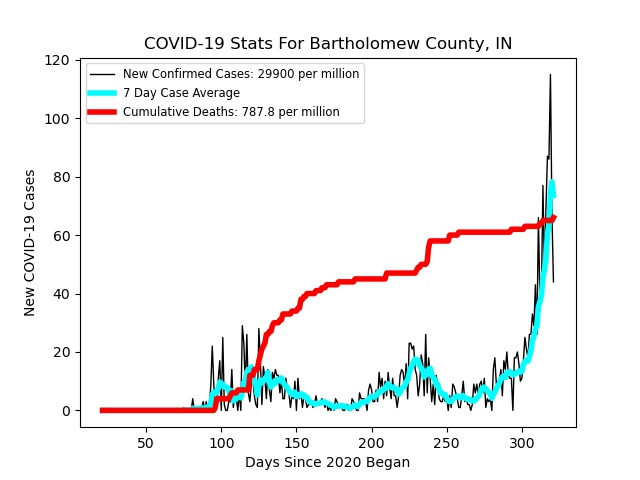 COVID-19 Stats For Bartholomew County, IN
New Confirmed Cases: 29900 per million
7 Day Case Average
Cumulative Deaths: 787.8 per million
New COVID-19 Cases
120
100
80
60
40
20
0
50
100
150
200
250
300
Days Since 2020 Began